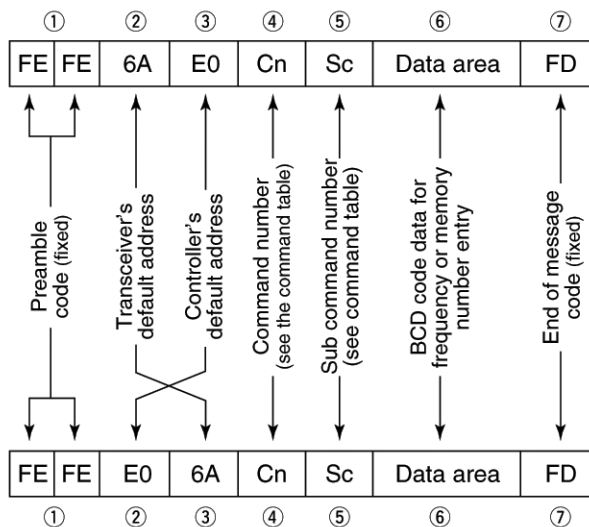 ① ② ③ ④ ⑤ ⑥ ⑦
FE FE 6A E0 Cn Sc Data area FD
Preamble
code (fixed)
Transceiver's
default address
Controller's
default address
Command number
(see the command table)
Sub command number
(see command table)
BCD code data for
frequency or memory
number entry
End of message
code (fixed)
FE FE E0 6A Cn Sc Data area FD
① ② ③ ④ ⑤ ⑥ ⑦